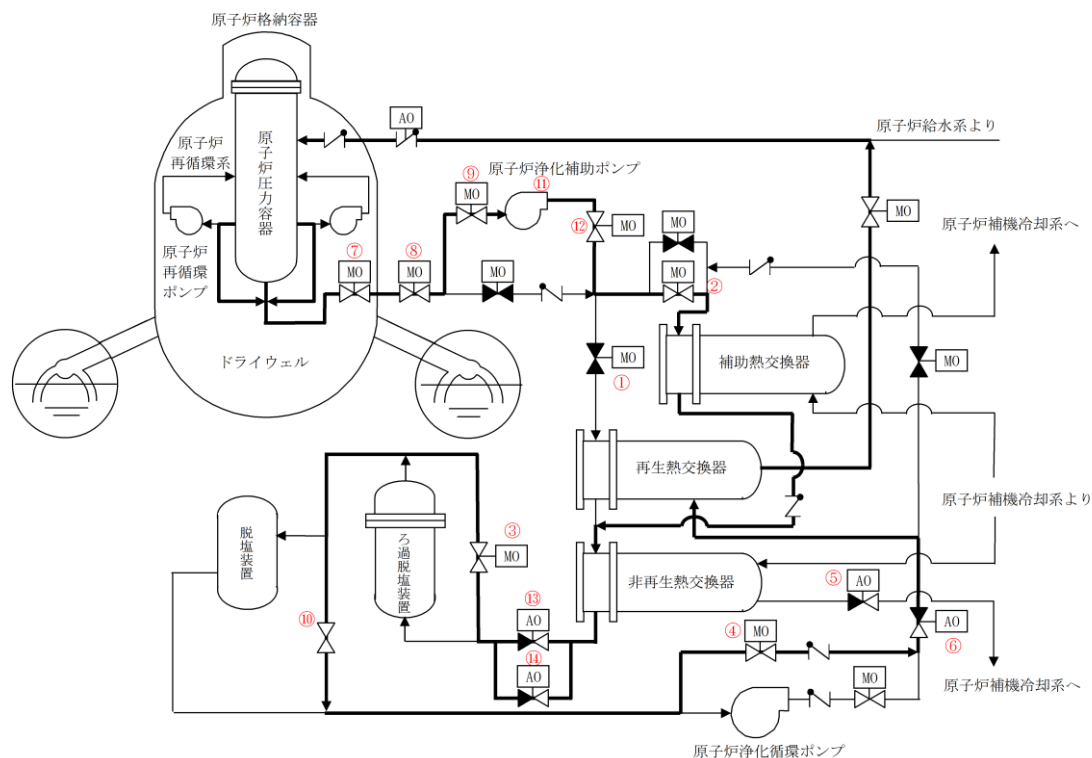 原子炉格納容器
AO
原子炉給水系より
原子炉
再循環系
原子炉圧力容器
原子炉浄化補助ポンプ
⑨
⑪
MO
⑫
MO
MO
MO
原子炉補機冷却系へ
原子炉
再循環
ポンプ
⑦
⑧
MO
MO
MO
MO
②
ドライウェル
MO
①
補助熱交換器
MO
再生熱交換器
原子炉補機冷却系より
脱塩装置
ろ過脱塩装置
③
MO
非再生熱交換器
⑤
AO
⑩
⑬
AO
④
MO
AO
⑥
⑭
AO
MO
原子炉補機冷却系へ
原子炉浄化循環ポンプ